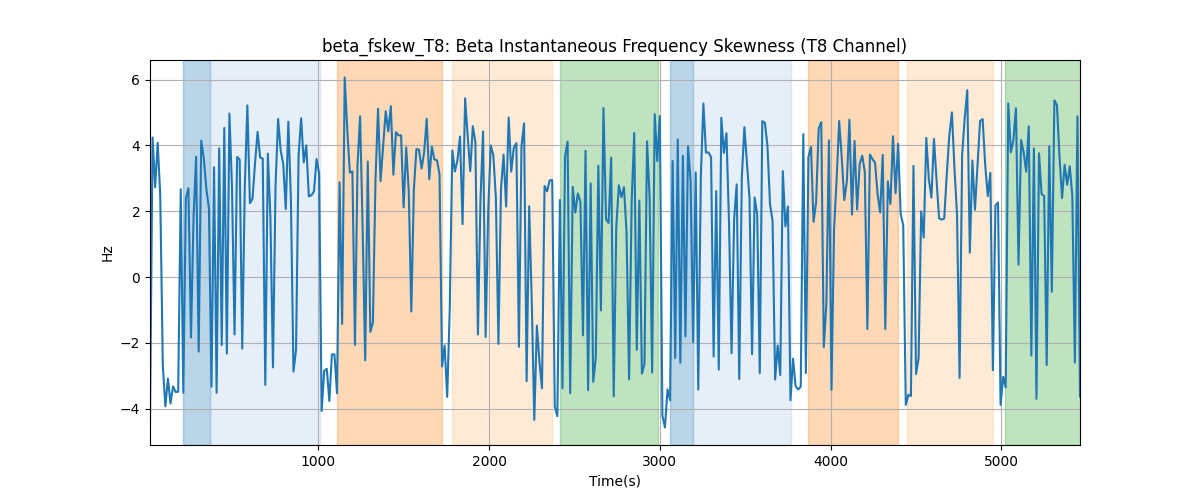 beta_fskew_T8: Beta Instantaneous Frequency Skewness (T8 Channel)
6
4
2
0
−2
−4
Hz
1000 2000 3000 4000 5000
Time(s)